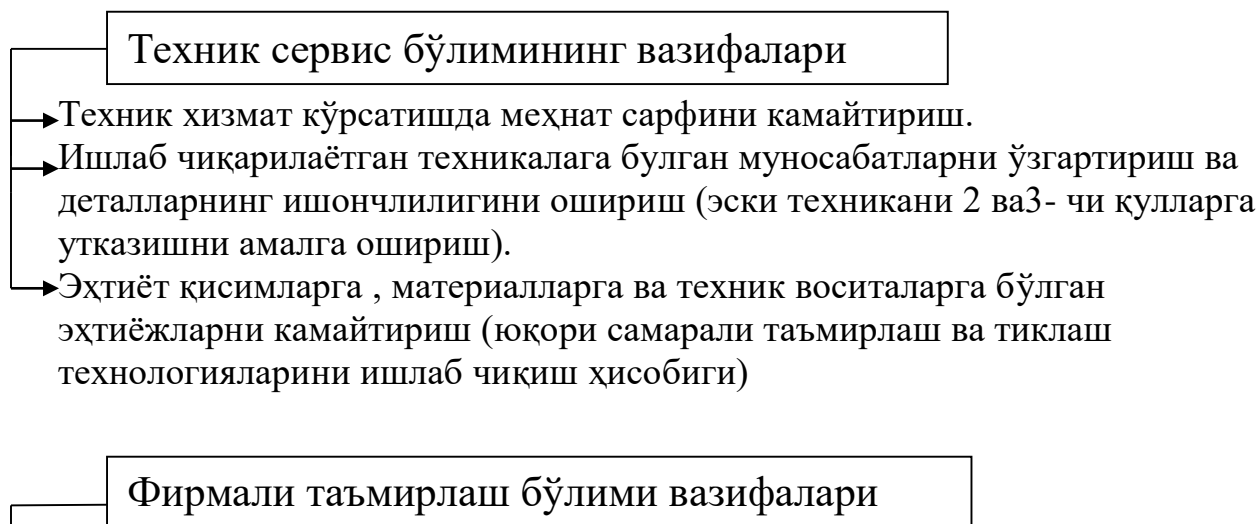 Техник сервис бўлимининг вазифалари
Техник хизмат кўрсатишда меҳнат сарфини камайтириш.
Ишлаб чиқарилаётган техникалага булган муносабатларни ўзгартириш ва
деталларнинг ишончлилигини ошириш (эски техникани 2 ва3- чи қулларга
утказишни амалга ошириш).
Эҳтиёт қисимларга , материалларга ва техник воситаларга бўлган
эҳтиёжларни камайтириш (юқори самарали таъмирлаш ва тиклаш
технологияларини ишлаб чиқиш ҳисобиги)
Фирмали таъмирлаш бўлими вазифалари